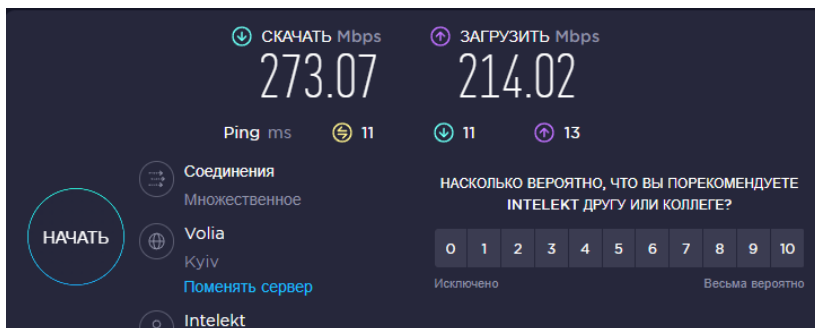 СКАЧАТЬ Mbps
273.07
ЗАГРУЗИТЬ Mbps
214.02
Ping ms 11 11 13
Соединения
Множественное
НАЧАТЬ
Volia
Kyiv
Поменять сервер
Intelekt
НАСКОЛЬКО ВЕРОЯТНО, ЧТО ВЫ ПОРЕКОМЕНДУЕТЕ
INTELEKT ДРУГУ ИЛИ КОЛЛЕГЕ?
0 1 2 3 4 5 6 7 8 9 10
Исключено Весьма вероятно